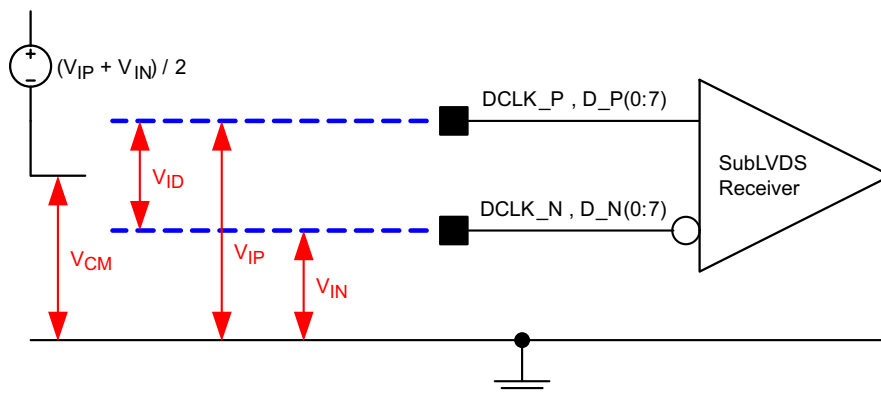 (VIP + VIN) / 2
DCLK_P , D_P(0:7)
SubLVDS
Receiver
VID
DCLK_N , D_N(0:7)
VCM
VIP
VIN